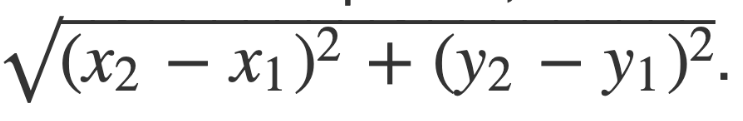 √(x₂ − x₁)² + (y₂ − y₁)².